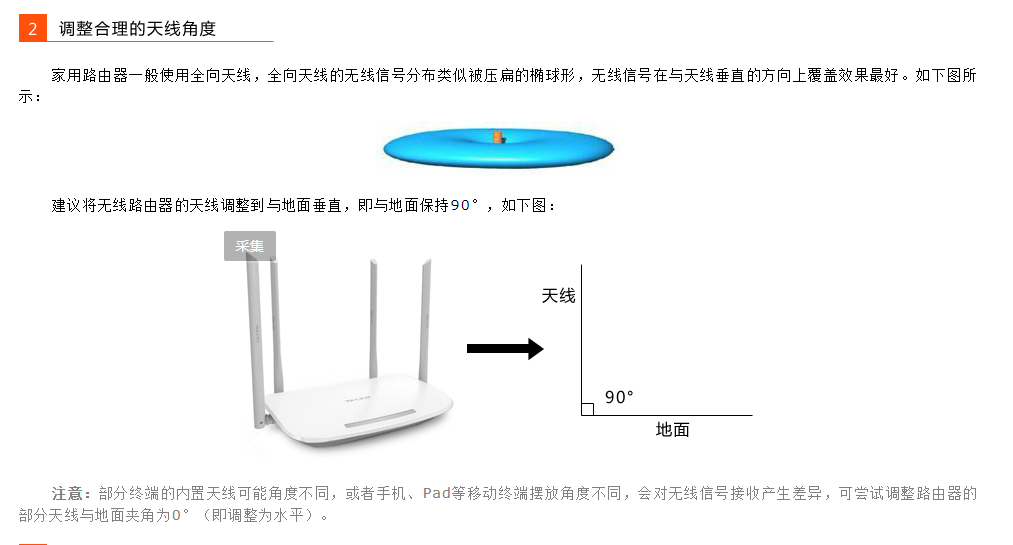 2 调整合理的天线角度
家用路由器一般使用全向天线，全向天线的无线信号分布类似被压扁的椭球形，无线信号在与天线垂直的方向上覆盖效果最好。如下图所
示：
建议将无线路由器的天线调整到与地面垂直，即与地面保持90°，如下图：
采集
天线
90°
地面
注意：部分终端的内置天线可能角度不同，或者手机、Pad等移动终端摆放角度不同，会对无线信号接收产生差异，可尝试调整路由器的
部分天线与地面夹角为0°（即调整为水平）。